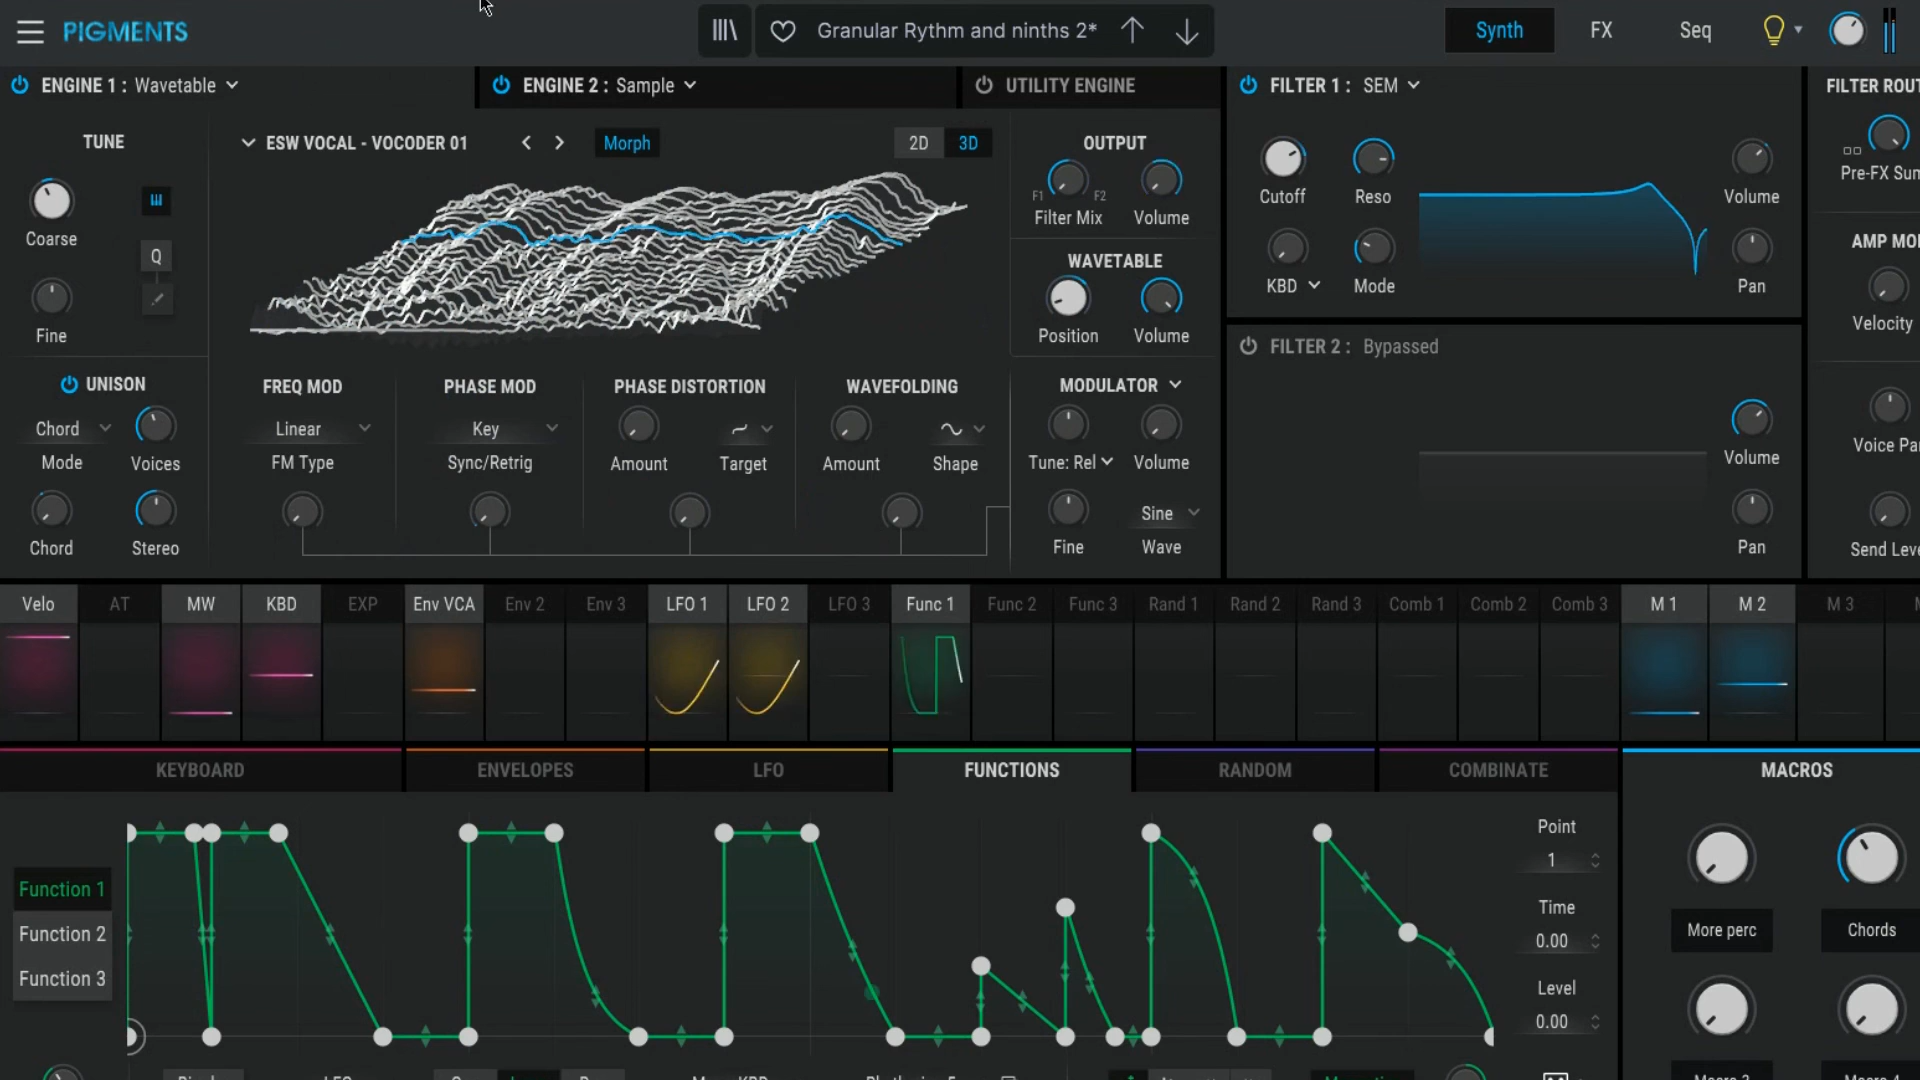 PIGMENTS
Granular Rythm and ninths 2*
Synth
FX
Seq
ENGINE 1 : Wavetable
ENGINE 2 : Sample
UTILITY ENGINE
FILTER 1 : SEM
FILTER ROUT
TUNE
ESW VOCAL - VOCODER 01
Morph
2D
3D
OUTPUT
F1
F2
Filter Mix
Volume
Cutoff
Reso
Volume
Pre-FX Sum
Coarse
Q
Fine
WAVETABLE
Position
Volume
KBD
Mode
Pan
AMP MO
Velocity
FILTER 2 : Bypassed
UNISON
Chord
Mode
Voices
Chord
Stereo
FREQ MOD
Linear
FM Type
PHASE MOD
Key
Sync/Retrig
PHASE DISTORTION
Amount
Target
WAVEFOLDING
Amount
Shape
MODULATOR
Tune: Rel
Volume
Fine
Sine
Wave
Volume
Pan
Voice Pa
Send Leve
Velo
AT
MW
KBD
EXP
Env VCA
Env 2
Env 3
LFO 1
LFO 2
LFO 3
Func 1
Func 2
Func 3
Rand 1
Rand 2
Rand 3
Comb 1
Comb 2
Comb 3
M 1
M 2
M 3
KEYBOARD
ENVELOPES
LFO
FUNCTIONS
RANDOM
COMBINATE
MACROS
Function 1
Function 2
Function 3
Point
1
Time
0.00
Level
0.00
More perc
Chords